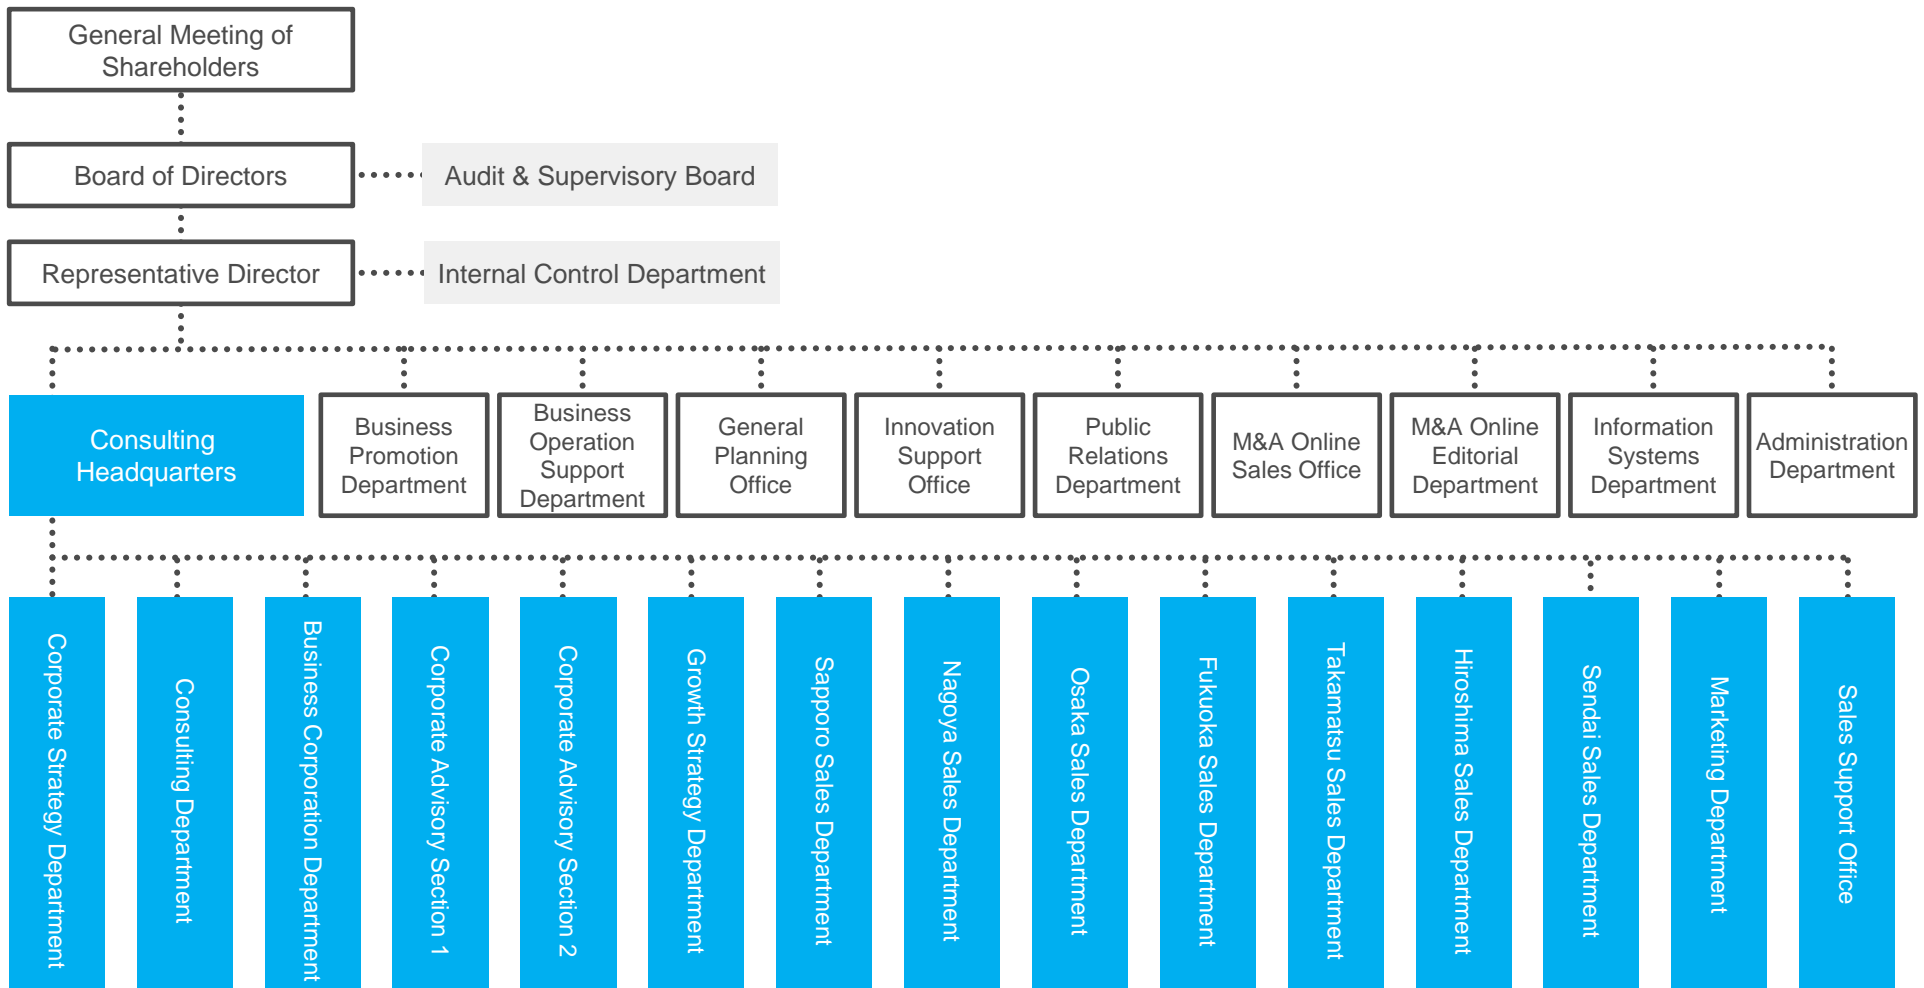 General Meeting of
Shareholders
Board of Directors
Audit & Supervisory Board
Representative Director
Internal Control Department
Consulting
Headquarters
Business
Promotion
Department
Business
Operation
Support
Department
General
Planning
Office
Innovation
Support
Office
Public
Relations
Department
M&A Online
Sales Office
M&A Online
Editorial
Department
Information
Systems
Department
Administration
Department
Corporate Strategy Department
Consulting Department
Business Corporation Department
Corporate Advisory Section 1
Corporate Advisory Section 2
Growth Strategy Department
Sapporo Sales Department
Nagoya Sales Department
Osaka Sales Department
Fukuoka Sales Department
Takamatsu Sales Department
Hiroshima Sales Department
Sendai Sales Department
Marketing Department
Sales Support Office